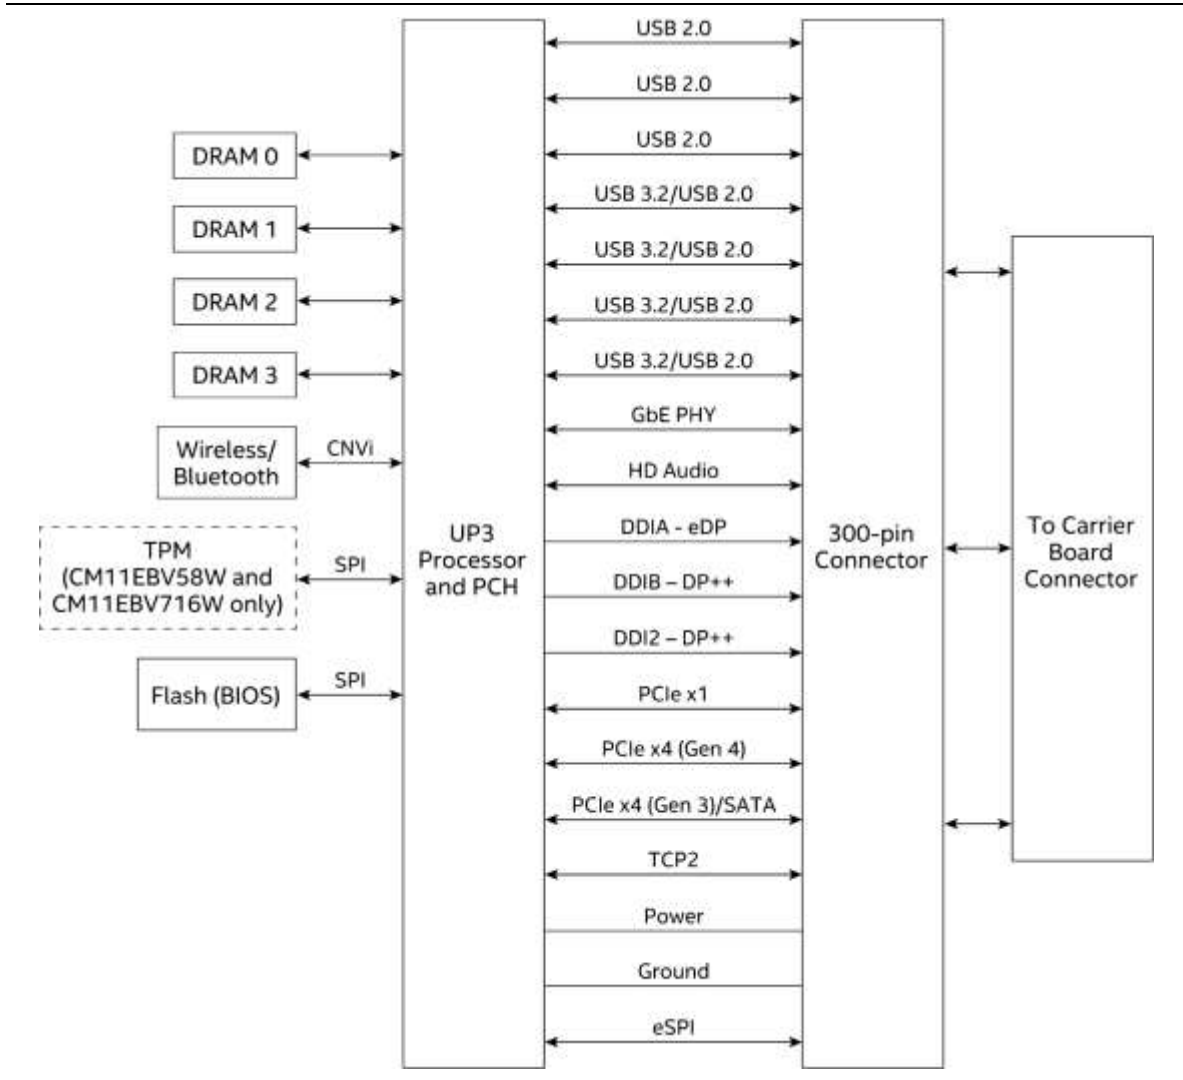 DRAM 0
DRAM 1
DRAM 2
DRAM 3
Wireless/
Bluetooth
CNVi
TPM
(CM11EBV58W and
CM11EBV716W only)
SPI
Flash (BIOS)
SPI
UP3
Processor
and PCH
USB 2.0
USB 2.0
USB 2.0
USB 3.2/USB 2.0
USB 3.2/USB 2.0
USB 3.2/USB 2.0
USB 3.2/USB 2.0
GbE PHY
HD Audio
DDIA - eDP
DDIB – DP++
DDI2 – DP++
PCIe x1
PCIe x4 (Gen 4)
PCIe x4 (Gen 3)/SATA
TCP2
Power
Ground
eSPI
300-pin
Connector
To Carrier
Board
Connector